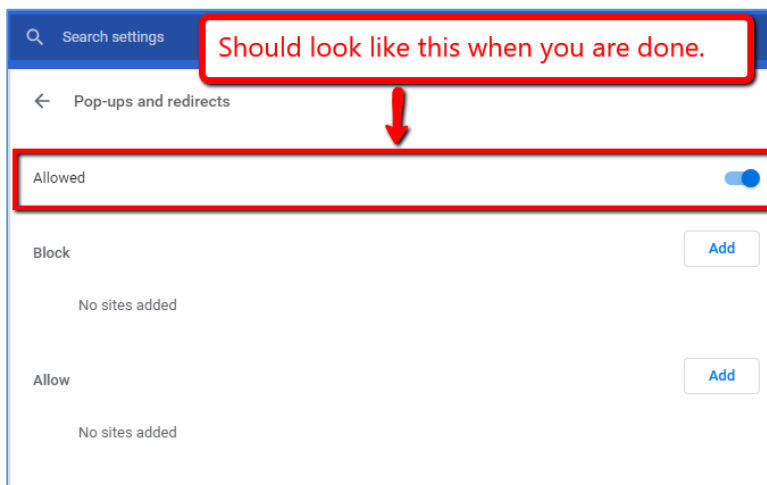 Search settings
Should look like this when you are done.
Pop-ups and redirects
Allowed
Block
Add
No sites added
Allow
Add
No sites added